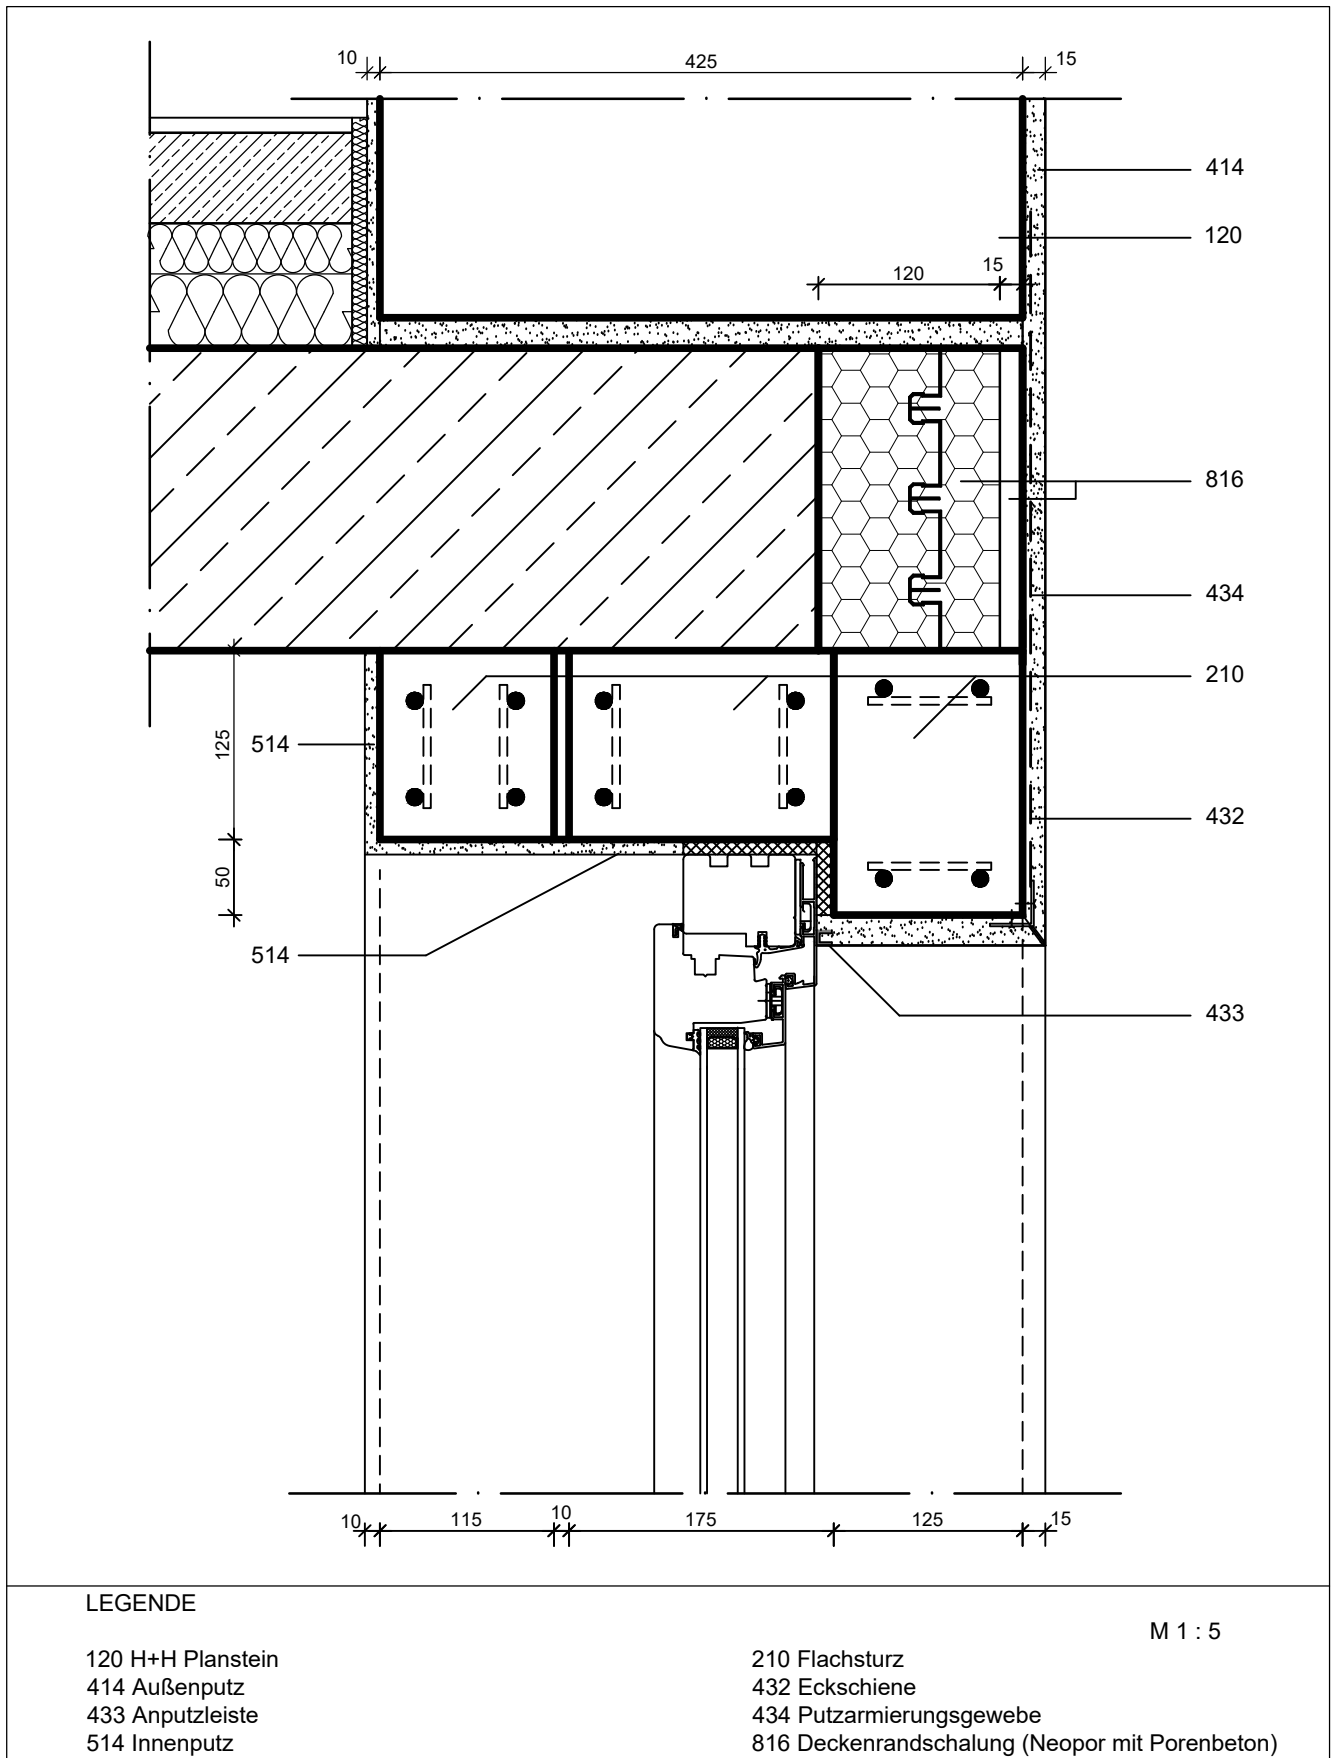 10 425 15
414
120
120 15
816
434
210
125 514
432
50
514
433
10 115 10 175 125 15
LEGENDE
M 1 : 5
120 H+H Planstein
210 Flachsturz
414 Außenputz
432 Eckschiene
433 Anputzleiste
434 Putzarmierungsgewebe
514 Innenputz
816 Deckenrandschalung (Neopor mit Porenbeton)